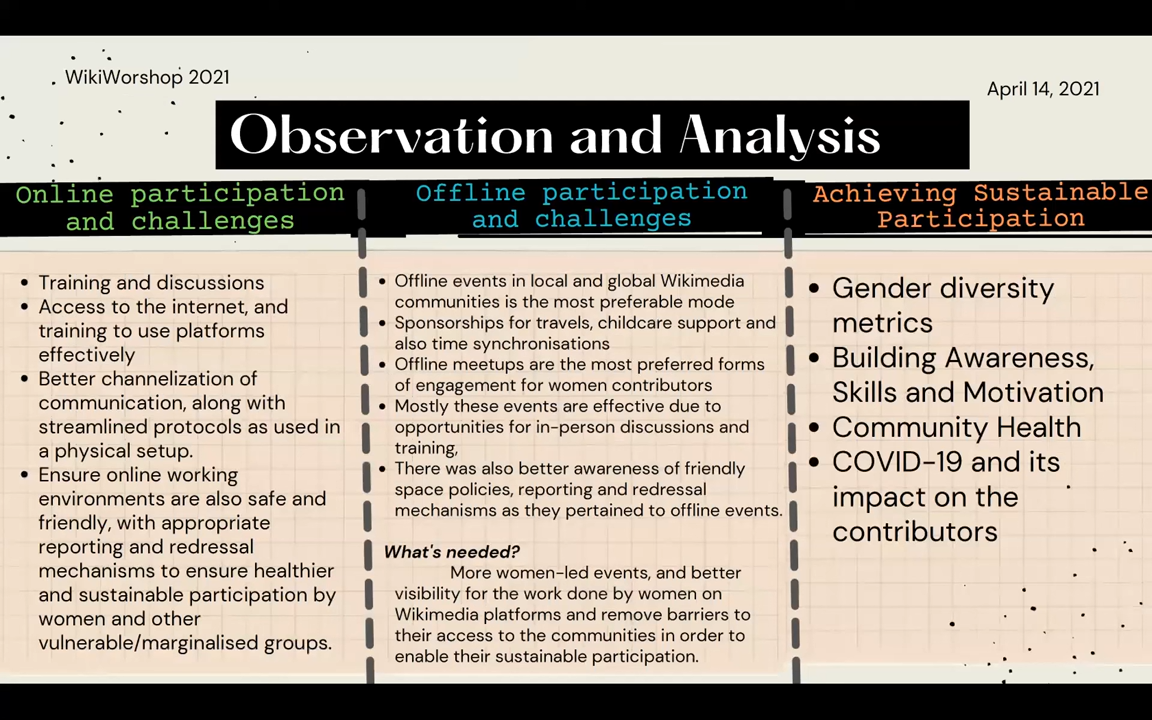 WikiWorshop 2021
April 14, 2021
Observation and Analysis
Online participation
and challenges
• Training and discussions
• Access to the internet, and
training to use platforms
effectively
• Better channelization of
communication, along with
streamlined protocols as used in
a physical setup.
• Ensure online working
environments are also safe and
friendly, with appropriate
reporting and redressal
mechanisms to ensure healthier
and sustainable participation by
women and other
vulnerable/marginalised groups.
Offline participation
and challenges
• Offline events in local and global Wikimedia
communities is the most preferable mode
• Sponsorships for travels, childcare support and
also time synchronisations
• Offline meetups are the most preferred forms
of engagement for women contributors
• Mostly these events are effective due to
opportunities for in-person discussions and
training,
• There was also better awareness of friendly
space policies, reporting and redressal
mechanisms as they pertained to offline events.
What's needed?
More women-led events, and better
visibility for the work done by women on
Wikimedia platforms and remove barriers to
their access to the communities in order to
enable their sustainable participation.
Achieving Sustainable
Participation
• Gender diversity
metrics
• Building Awareness,
Skills and Motivation
• Community Health
• COVID-19 and its
impact on the
contributors